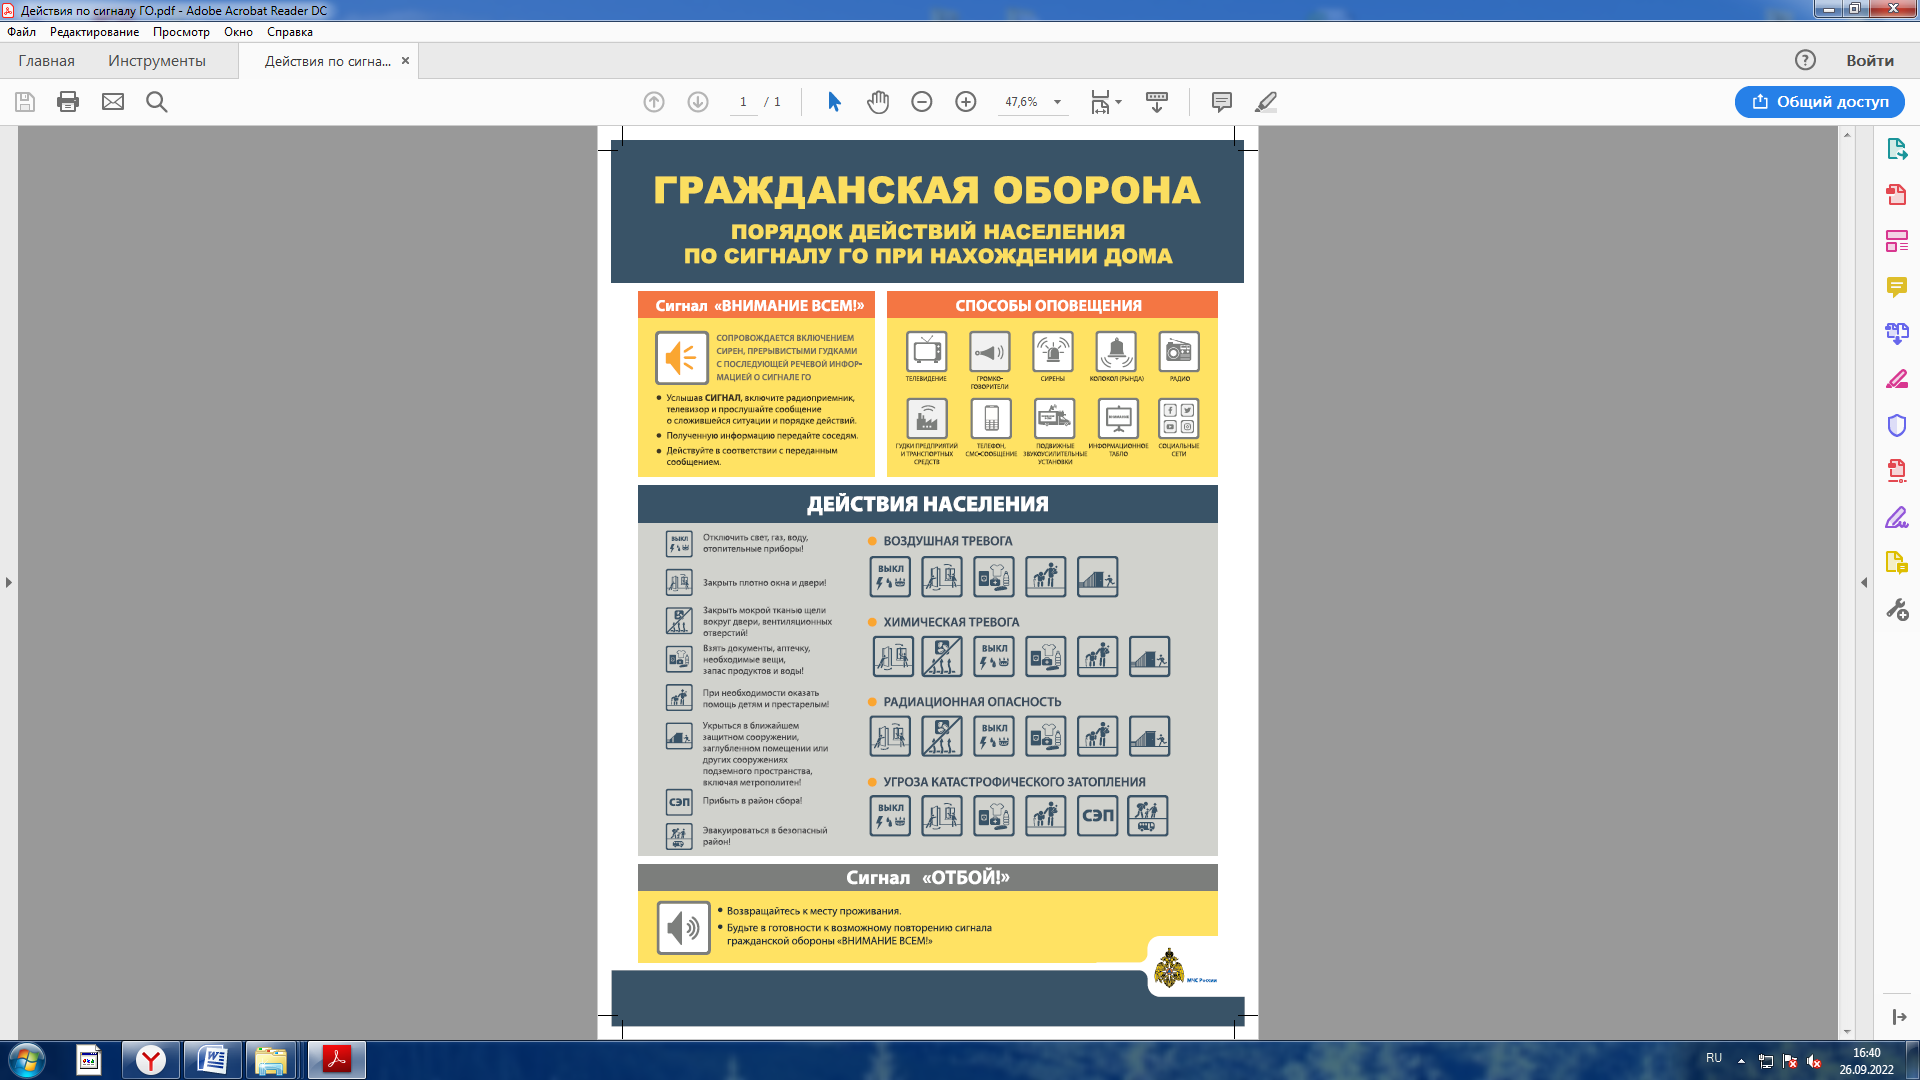 Действия по сигналу ГО.pdf - Adobe Acrobat Reader DC
Файл Редактирование Просмотр Окно Справка
Главная Инструменты Действия по сигна... × Войти
1 / 1 47,6% Общий доступ
ГРАЖДАНСКАЯ ОБОРОНА
ПОРЯДОК ДЕЙСТВИЙ НАСЕЛЕНИЯ
ПО СИГНАЛУ ГО ПРИ НАХОЖДЕНИИ ДОМА
Сигнал «ВНИМАНИЕ ВСЕМ!»
СОПРОВОЖДАЕТСЯ ВКЛЮЧЕНИЕМ
СИРЕН, ПРЕРЫВИСТЫМИ ГУДКАМИ
С ПОСЛЕДУЮЩЕЙ РЕЧЕВОЙ ИНФОР-
МАЦИЕЙ О СИГНАЛЕ ГО
• Услышав СИГНАЛ, включите радиоприемник,
телевизор и прослушайте сообщение
о сложившейся ситуации и порядке действий.
• Полученную информацию передайте соседям.
• Действуйте в соответствии с переданным
сообщением.
СПОСОБЫ ОПОВЕЩЕНИЯ
ТЕЛЕВИДЕНИЕ
ГРОМКО-
ГОВОРИТЕЛИ
СИРЕНЫ
КОЛОКОЛ (РЫНДА)
РАДИО
ГУДКИ ПРЕДПРИЯТИЙ
И ТРАНСПОРТНЫХ
СРЕДСТВ
ТЕЛЕФОН,
СМС-СООБЩЕНИЕ
ПОДВИЖНЫЕ
ЗВУКОУСИЛИТЕЛЬНЫЕ
УСТАНОВКИ
ИНФОРМАЦИОННОЕ
ТАБЛО
СОЦИАЛЬНЫЕ
СЕТИ
ДЕЙСТВИЯ НАСЕЛЕНИЯ
ВЫКЛ
Отключить свет, газ, воду,
отопительные приборы!
Закрыть плотно окна и двери!
Закрыть мокрой тканью щели
вокруг двери, вентиляционных
отверстий!
Взять документы, аптечку,
необходимые вещи,
запас продуктов и воды!
При необходимости оказать
помощь детям и престарелым!
Укрыться в ближайшем
защитном сооружении,
заглубленном помещении или
других сооружениях
подземного пространства,
включая метрополитен!
СЭП
Прибыть в район сбора!
Эвакуироваться в безопасный
район!
• ВОЗДУШНАЯ ТРЕВОГА
ВЫКЛ
• ХИМИЧЕСКАЯ ТРЕВОГА
ВЫКЛ
• РАДИАЦИОННАЯ ОПАСНОСТЬ
ВЫКЛ
• УГРОЗА КАТАСТРОФИЧЕСКОГО ЗАТОПЛЕНИЯ
ВЫКЛ СЭП
Сигнал «ОТБОЙ!»
• Возвращайтесь к месту проживания.
• Будьте в готовности к возможному повторению сигнала
гражданской обороны «ВНИМАНИЕ ВСЕМ!»
МЧС России
RU 16:40
26.09.2022